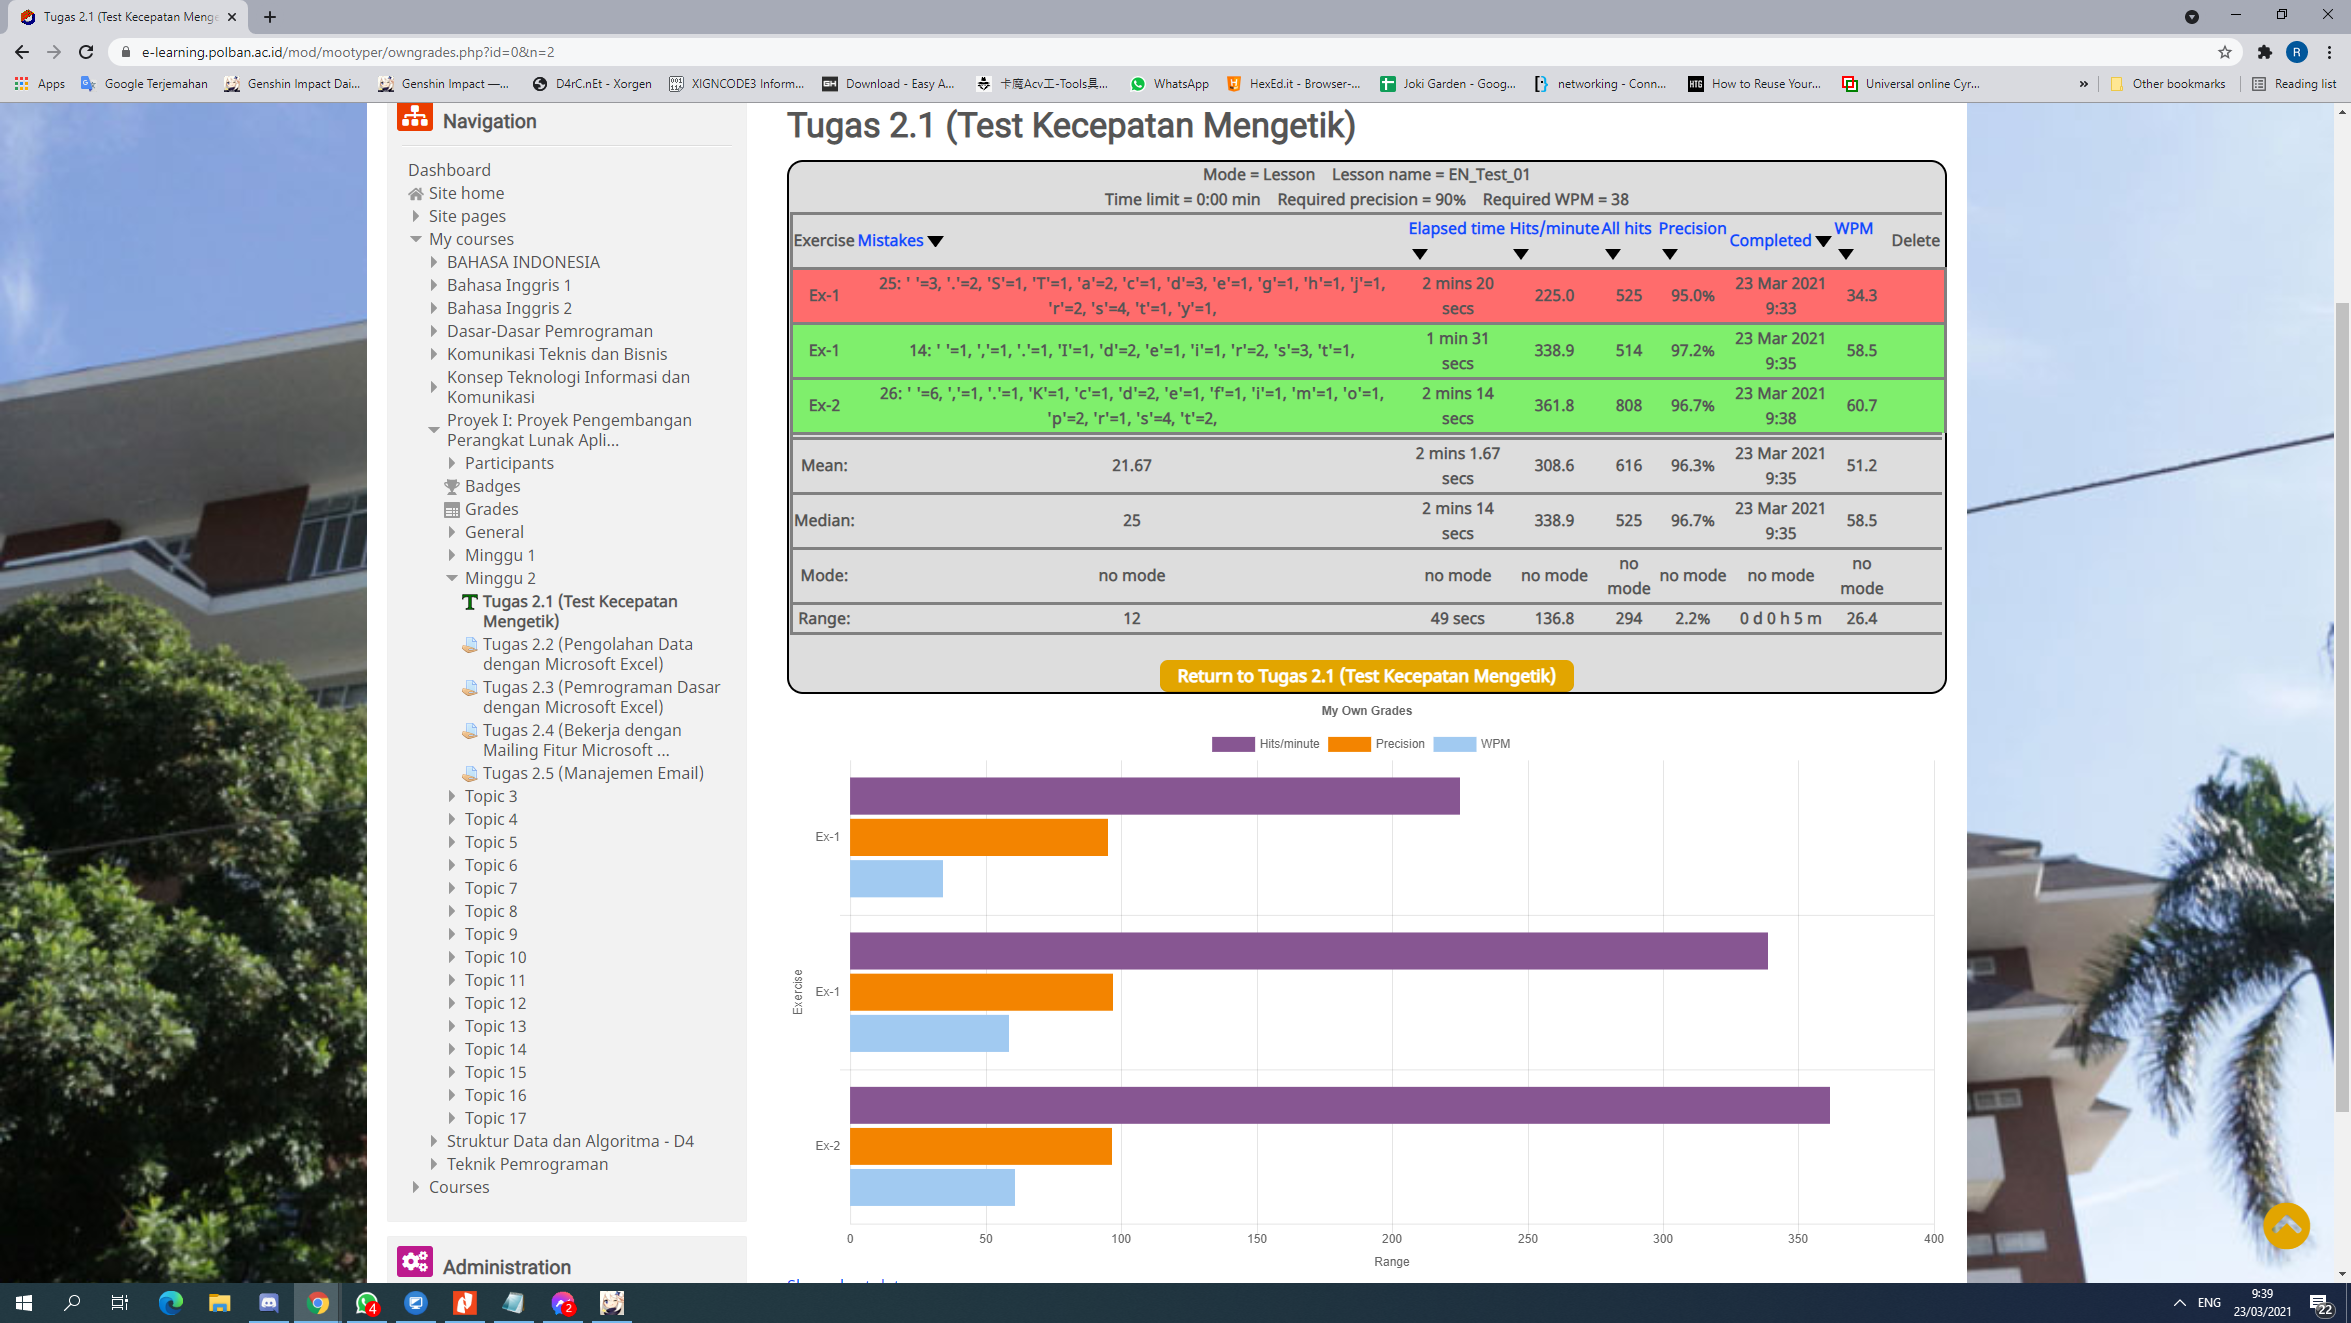 Tugas 2.1 (Test Kecepatan Menge
e-learning.polban.ac.id/mod/mootyper/owngrades.php?id=0&n=2
R
Apps
Google Terjemahan
Genshin Impact Dai...
Genshin Impact —...
D4rC.nEt - Xorgen
XIGNCODE3 Inform...
Download - Easy A...
卡魔Acv工-Tools具...
WhatsApp
HexEd.it - Browser-...
Joki Garden - Goog...
networking - Conn...
How to Reuse Your...
Universal online Cyr...
»
Other bookmarks
Reading list
Navigation
Dashboard
Site home
Site pages
My courses
BAHASA INDONESIA
Bahasa Inggris 1
Bahasa Inggris 2
Dasar-Dasar Pemrograman
Komunikasi Teknis dan Bisnis
Konsep Teknologi Informasi dan
Komunikasi
Proyek I: Proyek Pengembangan
Perangkat Lunak Apli...
Participants
Badges
Grades
General
Minggu 1
Minggu 2
Tugas 2.1 (Test Kecepatan
Mengetik)
Tugas 2.2 (Pengolahan Data
dengan Microsoft Excel)
Tugas 2.3 (Pemrograman Dasar
dengan Microsoft Excel)
Tugas 2.4 (Bekerja dengan
Mailing Fitur Microsoft ...
Tugas 2.5 (Manajemen Email)
Topic 3
Topic 4
Topic 5
Topic 6
Topic 7
Topic 8
Topic 9
Topic 10
Topic 11
Topic 12
Topic 13
Topic 14
Topic 15
Topic 16
Topic 17
Struktur Data dan Algoritma - D4
Teknik Pemrograman
Courses
Administration
Tugas 2.1 (Test Kecepatan Mengetik)
Mode = Lesson Lesson name = EN_Test_01
Time limit = 0:00 min Required precision = 90% Required WPM = 38
Exercise Mistakes Elapsed time Hits/minute All hits Precision Completed WPM Delete
Ex-1 25: ' '=3, '.'=2, 'S'=1, 'T'=1, 'a'=2, 'c'=1, 'd'=3, 'e'=1, 'g'=1, 'h'=1, 'j'=1, 'r'=2, 's'=4, 't'=1, 'y'=1, 2 mins 20 secs 225.0 525 95.0% 23 Mar 2021 9:33 34.3
Ex-1 14: ' '=1, ','=1, '.'=1, 'I'=1, 'd'=2, 'e'=1, 'i'=1, 'r'=2, 's'=3, 't'=1, 1 min 31 secs 338.9 514 97.2% 23 Mar 2021 9:35 58.5
Ex-2 26: ' '=6, ','=1, '.'=1, 'K'=1, 'c'=1, 'd'=2, 'e'=1, 'f'=1, 'i'=1, 'm'=1, 'o'=1, 'p'=2, 'r'=1, 's'=4, 't'=2, 2 mins 14 secs 361.8 808 96.7% 23 Mar 2021 9:38 60.7
Mean: 21.67 2 mins 1.67 secs 308.6 616 96.3% 23 Mar 2021 9:35 51.2
Median: 25 2 mins 14 secs 338.9 525 96.7% 23 Mar 2021 9:35 58.5
Mode: no mode no mode no mode no mode no mode no mode no mode
Range: 12 49 secs 136.8 294 2.2% 0 d 0 h 5 m 26.4
Return to Tugas 2.1 (Test Kecepatan Mengetik)
My Own Grades
Hits/minute Precision WPM
Ex-1
Ex-1
Ex-2
Exercise
0 50 100 150 200 250 300 350 400
Range
4
2
ENG
9:39
23/03/2021
22